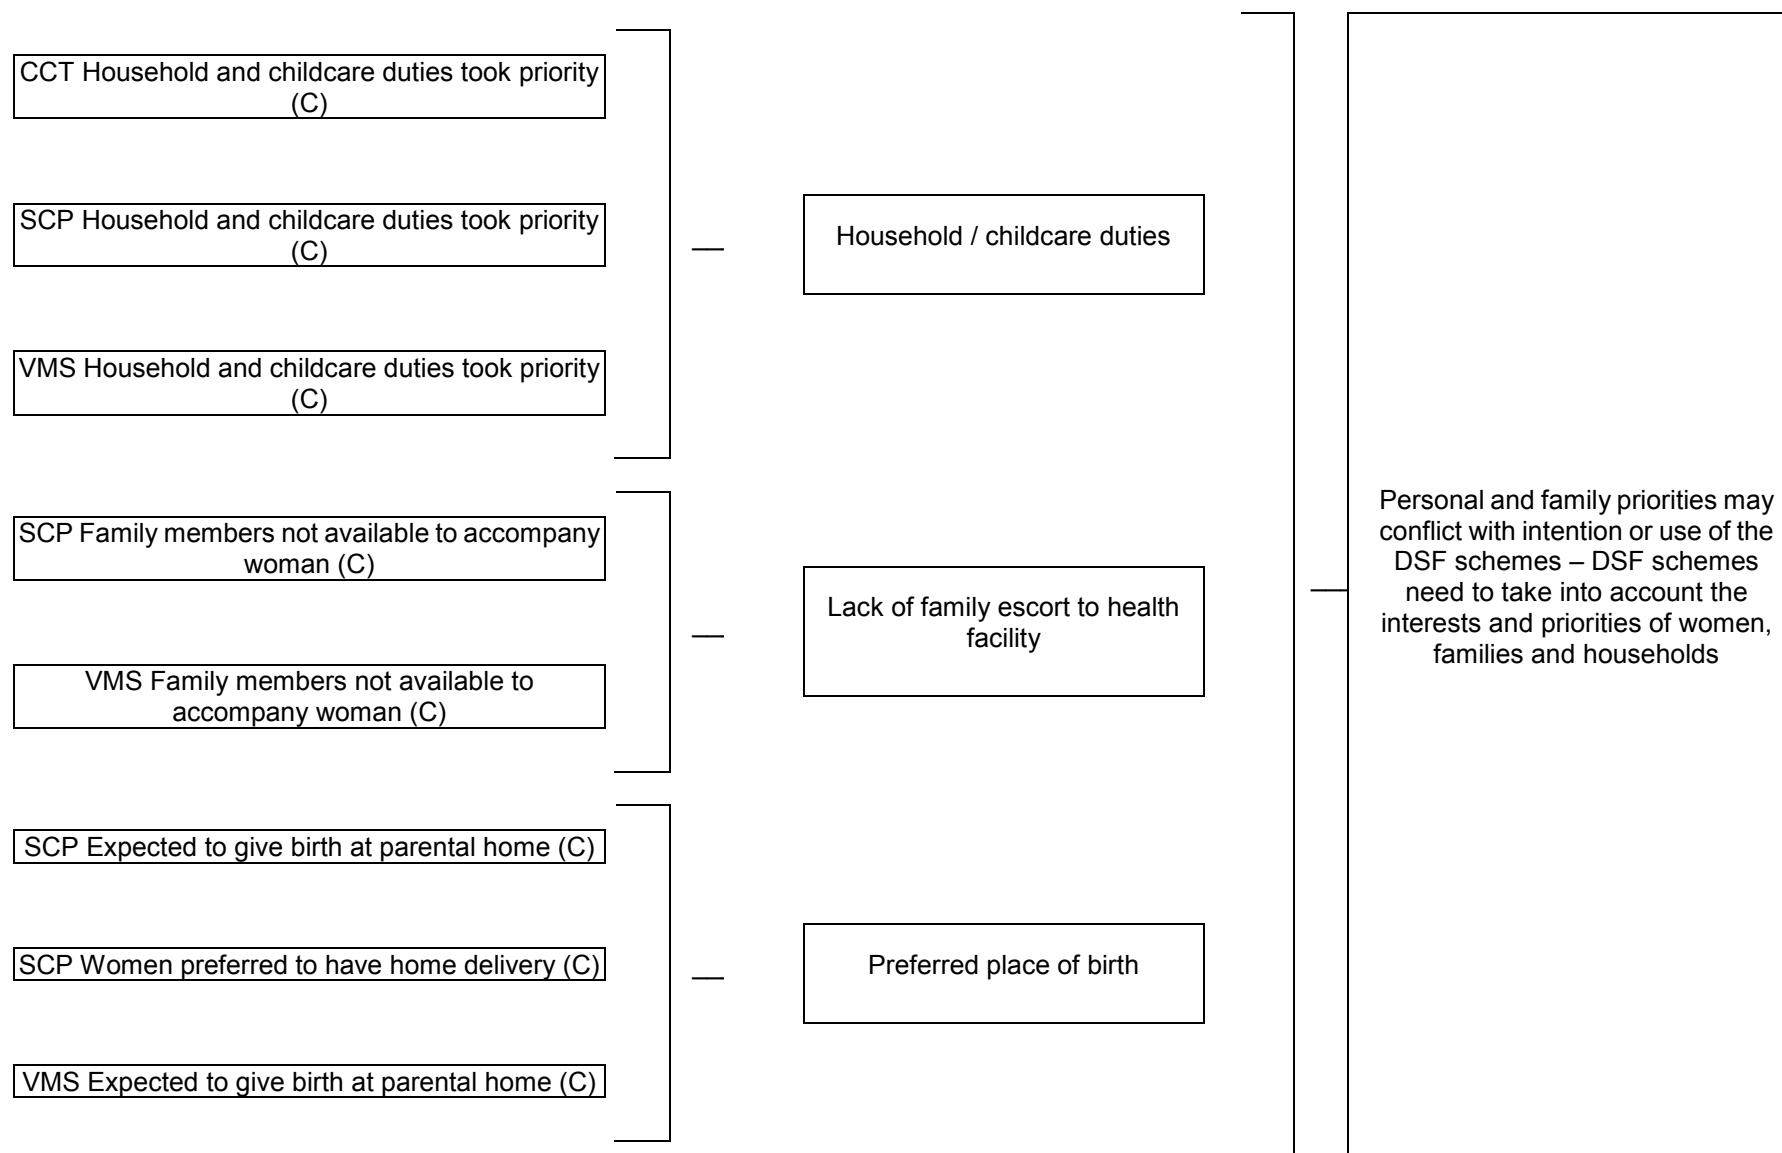 CCT Household and childcare duties took priority
(C)
SCP Household and childcare duties took priority
(C)
VMS Household and childcare duties took priority
(C)
Household / childcare duties
SCP Family members not available to accompany
woman (C)
VMS Family members not available to
accompany woman (C)
Lack of family escort to health
facility
SCP Expected to give birth at parental home (C)
SCP Women preferred to have home delivery (C)
VMS Expected to give birth at parental home (C)
Preferred place of birth
Personal and family priorities may
conflict with intention or use of the
DSF schemes – DSF schemes
need to take into account the
interests and priorities of women,
families and households